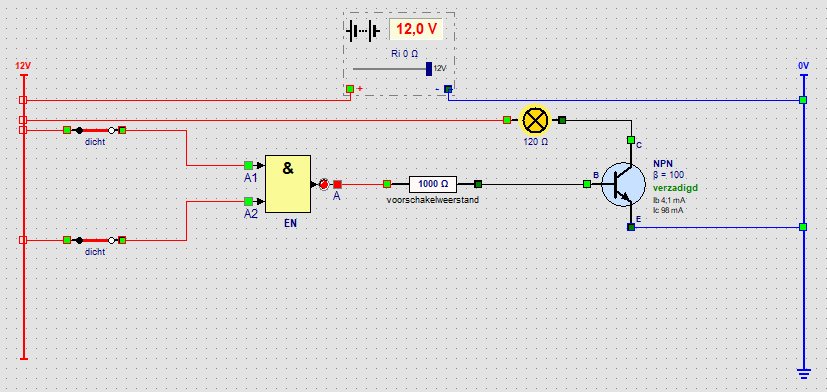 12,0 V
Ri 0 Ω
12V
+
-
12V
0V
120 Ω
dicht
A1
&
A2
EN
A
1000 Ω
voorschakelweerstand
B
C
E
NPN
β = 100
verzadigd
Ib 4,1 mA
Ic 98 mA
dicht